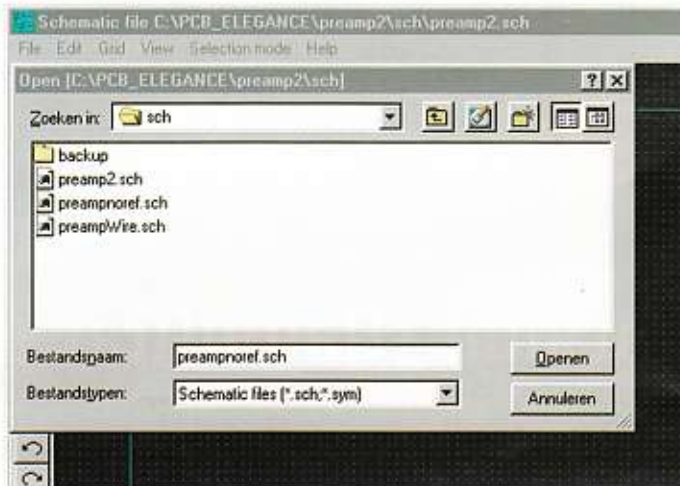 Schematic file C:\PCB_ELEGANCE\preamp2\sch\preamp2.sch
File Edit Grid View Selection mode Help
Open [C:\PCB_ELEGANCE\preamp2\sch]
Zoeken in: sch
backup
preamp2.sch
preampnoref.sch
preampWire.sch
Bestandsnaam: preampnoref.sch Openen
Bestandstypen: Schematic files (*.sch;*.sym) Annuleren